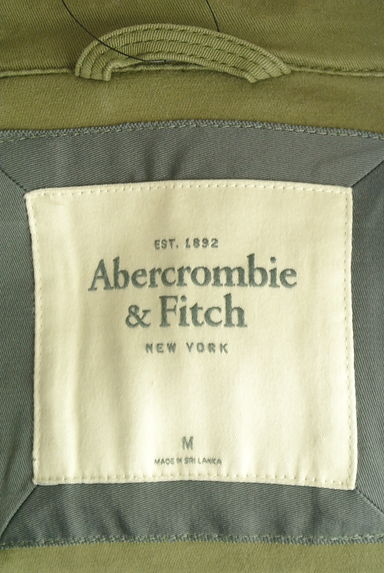 EST. 1892
Abercrombie
& Fitch
NEW YORK
M
MADE IN SRI LANKA